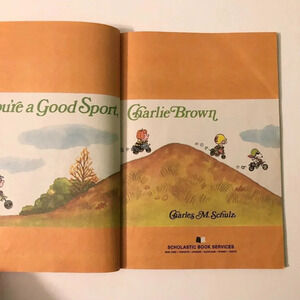 ou're a Good Sport, Charlie Brown
Charles M. Schulz
SCHOLASTIC BOOK SERVICES